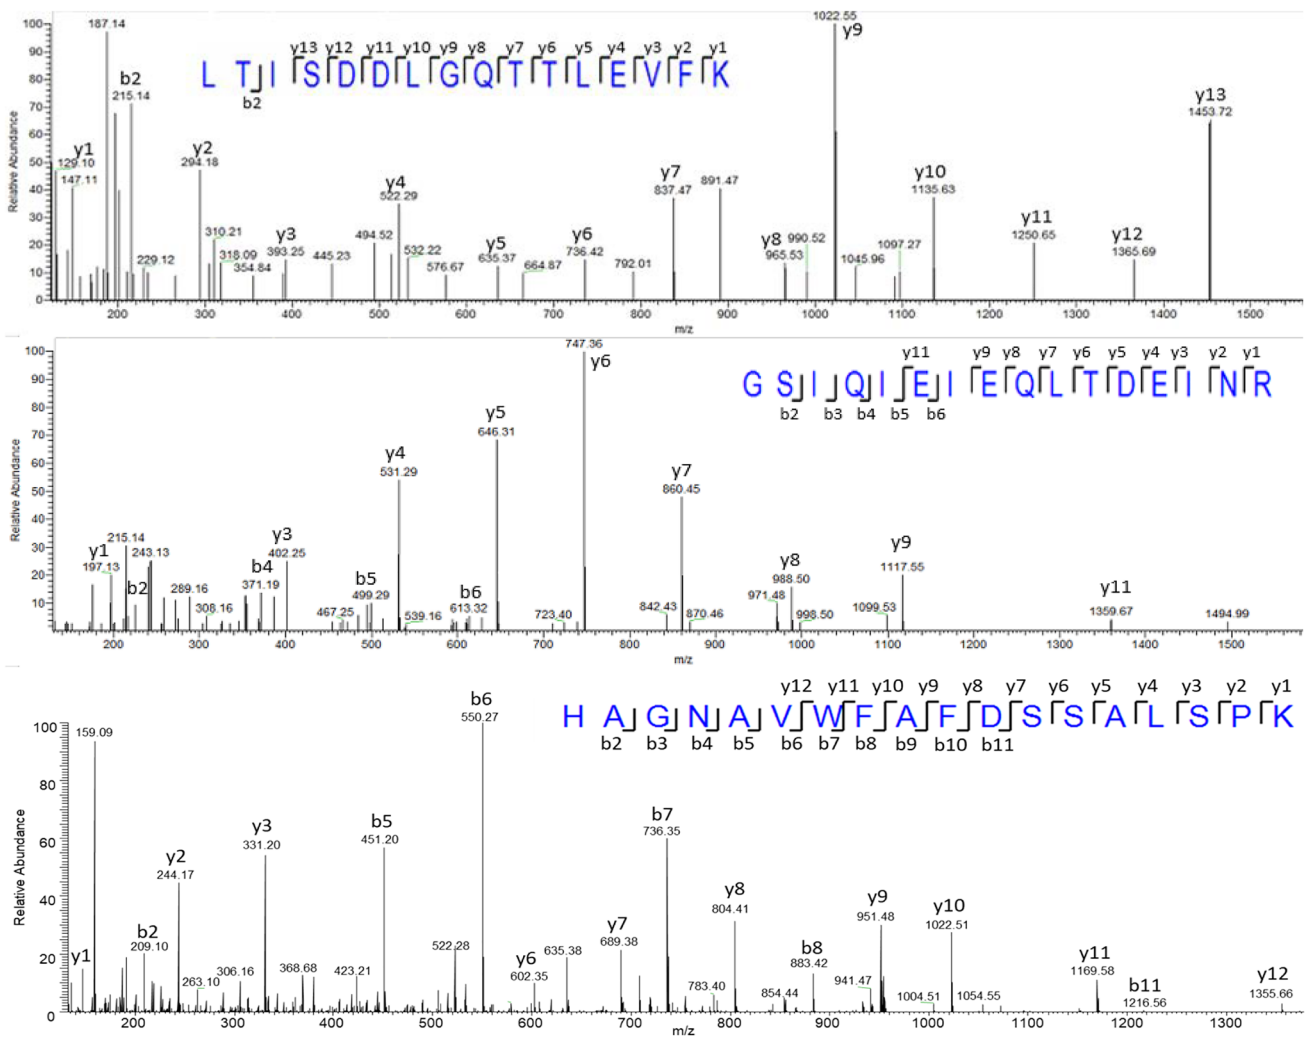 187.14
1022.55
y9
y13 y12 y11 y10 y9 y8 y7 y6 y5 y4 y3 y2 y1
L T I S D D L G Q T T L E V F K
b2
b2
215.14
y13
1453.72
y1
129.10
147.11
y2
294.18
y4
522.29
y7
837.47
891.47
y10
1135.63
310.21
318.09
229.12
354.84
y3
393.25
445.23
494.52
532.22
576.67
y5
635.37
664.87
y6
736.42
792.01
y8
965.53
990.52
1045.96
1097.27
y11
1250.65
y12
1365.69
Relative Abundance
100
90
80
70
60
50
40
30
20
10
0
200 300 400 500 600 700 800 900 1000 1100 1200 1300 1400 1500
m/z
747.36
y6
y11 y9 y8 y7 y6 y5 y4 y3 y2 y1
G S I Q I E I E Q L T D E I N R
b2 b3 b4 b5 b6
y5
646.31
y4
531.29
y7
860.45
y1
197.13
215.14
243.13
b2
289.16
308.16
b4
371.19
y3
402.25
467.25
b5
499.29
539.16
b6
613.32
723.40
842.43
870.46
971.48
y8
988.50
998.50
1099.53
y9
1117.55
y11
1359.67
1494.99
Relative Abundance
100
90
80
70
60
50
40
30
20
10
200 300 400 500 600 700 800 900 1000 1100 1200 1300 1400 1500
m/z
b6
550.27
y12 y11 y10 y9 y8 y7 y6 y5 y4 y3 y2 y1
H A G N A V W F A F D S S A L S P K
b2 b3 b4 b5 b6 b7 b8 b9 b10 b11
159.09
y3
331.20
b5
451.20
b7
736.35
y2
244.17
y1
b2
209.10
263.10
306.16
368.68
423.21
522.28
y6
602.35
635.38
y7
689.38
783.40
y8
804.41
854.44
b8
883.42
941.47
y9
951.48
1004.51
y10
1022.51
1054.55
y11
1169.58
b11
1216.56
y12
1355.66
Relative Abundance
100
80
60
40
20
0
200 300 400 500 600 700 800 900 1000 1100 1200 1300
m/z